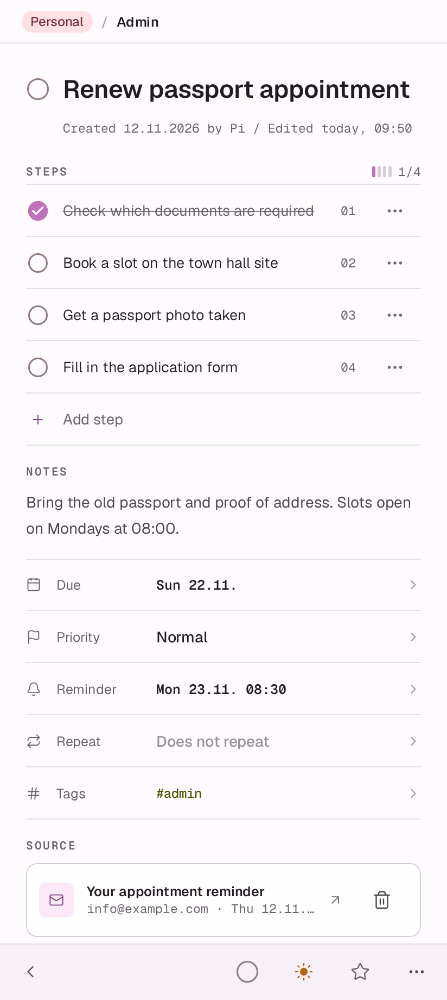 Personal / Admin
Renew passport appointment
Created 12.11.2026 by Pi / Edited today, 09:50
STEPS 1/4
Check which documents are required 01
Book a slot on the town hall site 02
Get a passport photo taken 03
Fill in the application form 04
+ Add step
NOTES
Bring the old passport and proof of address. Slots open
on Mondays at 08:00.
Due Sun 22.11.
Priority Normal
Reminder Mon 23.11. 08:30
Repeat Does not repeat
Tags #admin
SOURCE
Your appointment reminder
info@example.com · Thu 12.11.…